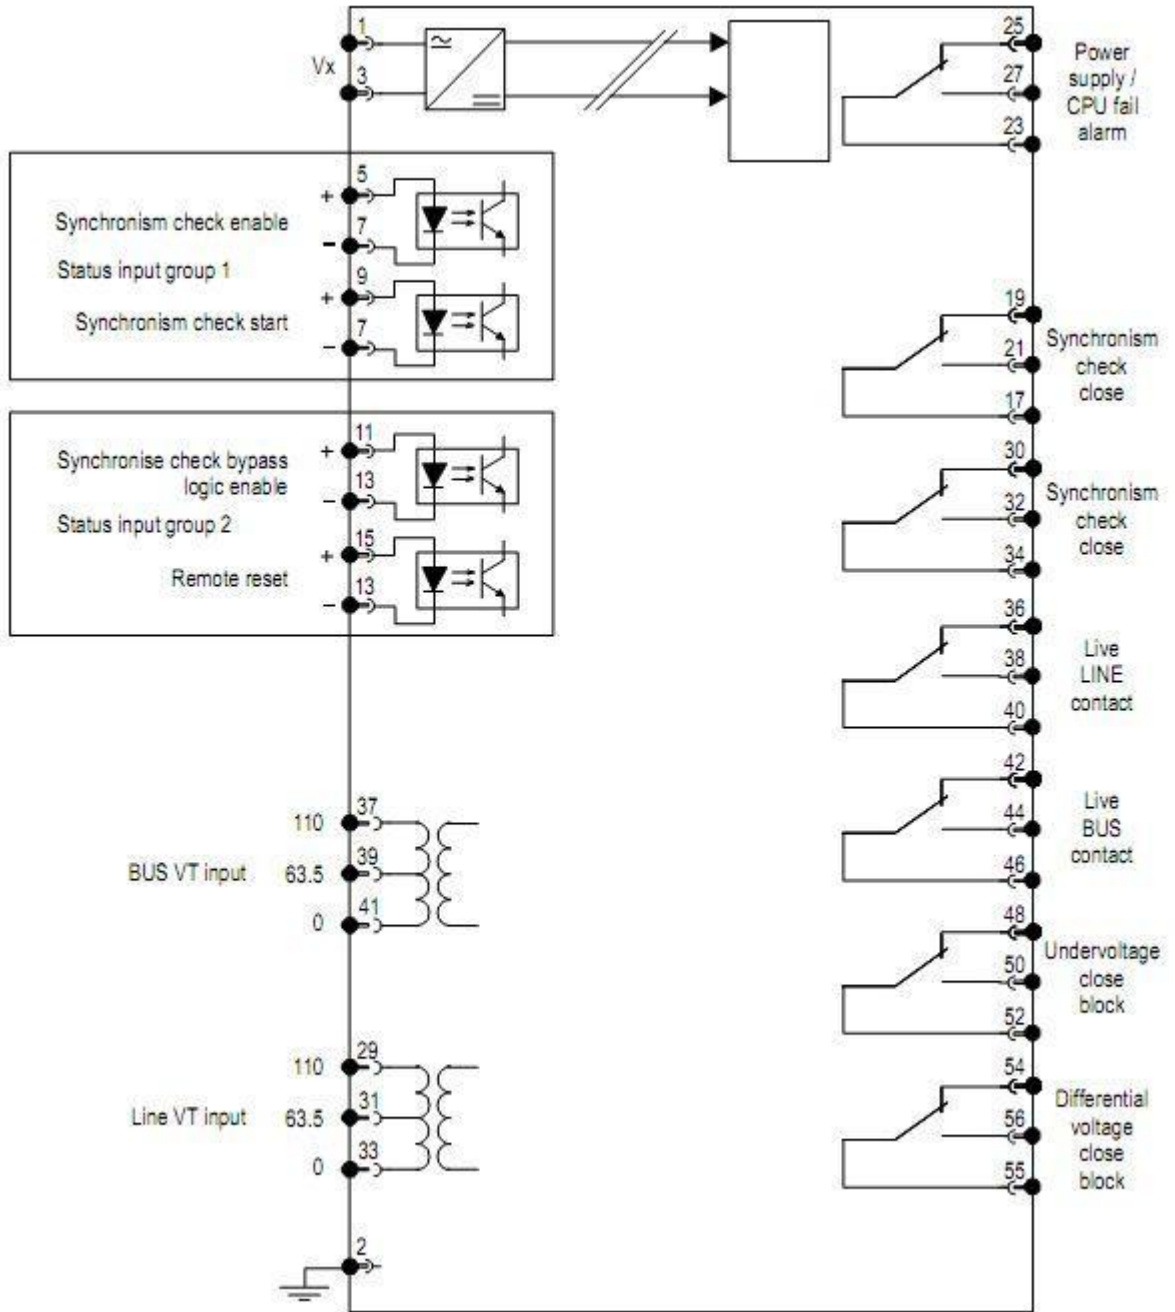 1
Vx
3
25
27
23
Power
supply /
CPU fail
alarm
5
+
Synchronism check enable
7
–
Status input group 1
9
+
Synchronism check start
7
–
11
+
Synchronise check bypass
logic enable
13
–
Status input group 2
15
+
Remote reset
13
–
19
21
17
Synchronism
check
close
30
32
34
Synchronism
check
close
36
38
40
Live
LINE
contact
37
110
39
BUS VT input 63.5
41
0
42
44
46
Live
BUS
contact
48
50
52
Undervoltage
close
block
29
110
31
Line VT input 63.5
33
0
54
56
55
Differential
voltage
close
block
2